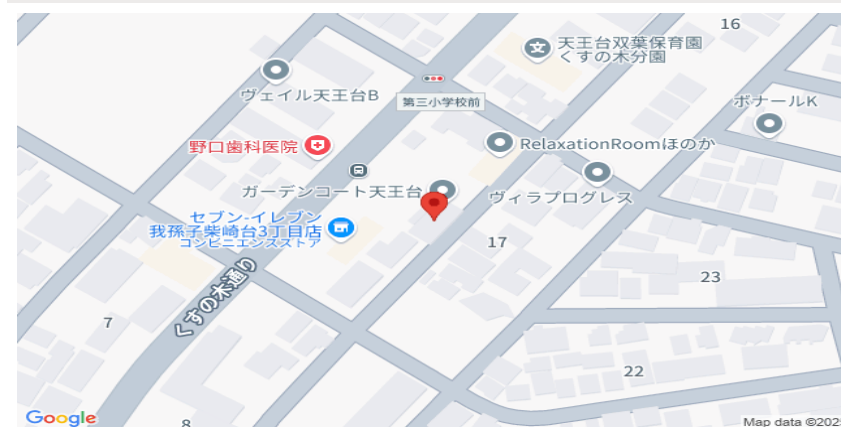 16
天王台双葉保育園
くすの木分園
ヴェイル天王台B
第三小学校前
ボナールK
野口歯科医院
RelaxationRoomほのか
ガーデンコート天王台
ヴィラプログレス
セブン-イレブン
我孫子柴崎台3丁目店
コンビニエンスストア
17
くすの木通り
23
7
22
8
Google
Map data ©2025